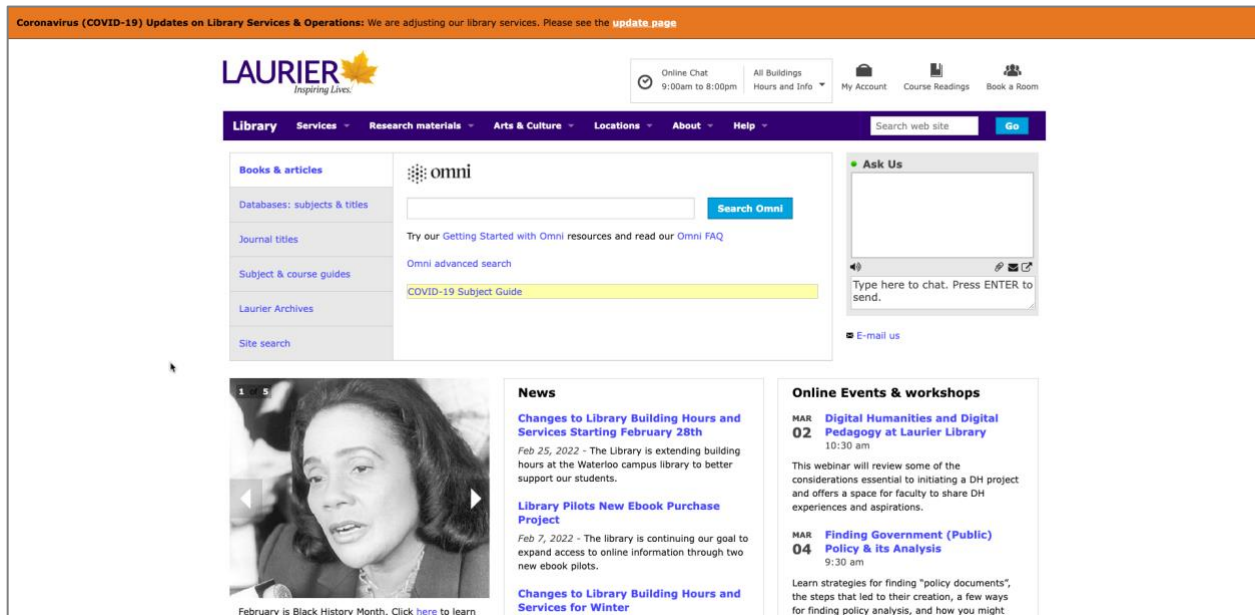 Coronavirus (COVID-19) Updates on Library Services & Operations: We are adjusting our library services. Please see the update page
LAURIER
Inspiring Lives.
Online Chat
9:00am to 8:00pm
All Buildings
Hours and Info
My Account
Course Readings
Book a Room
Library Services Research materials Arts & Culture Locations About Help
Search web site
Go
Books & articles
Databases: subjects & titles
Journal titles
Subject & course guides
Laurier Archives
Site search
omni
Search Omni
Try our Getting Started with Omni resources and read our Omni FAQ
Omni advanced search
COVID-19 Subject Guide
Ask Us
Type here to chat. Press ENTER to
send.
E-mail us
1 of 5
February is Black History Month. Click here to learn
News
Changes to Library Building Hours and
Services Starting February 28th
Feb 25, 2022 - The Library is extending building
hours at the Waterloo campus library to better
support our students.
Library Pilots New Ebook Purchase
Project
Feb 7, 2022 - The library is continuing our goal to
expand access to online information through two
new ebook pilots.
Changes to Library Building Hours and
Services for Winter
Online Events & workshops
MAR
02
Digital Humanities and Digital
Pedagogy at Laurier Library
10:30 am
This webinar will review some of the
considerations essential to initiating a DH project
and offers a space for faculty to share DH
experiences and aspirations.
MAR
04
Finding Government (Public)
Policy & its Analysis
9:30 am
Learn strategies for finding "policy documents",
the steps that led to their creation, a few ways
for finding policy analysis, and how you might